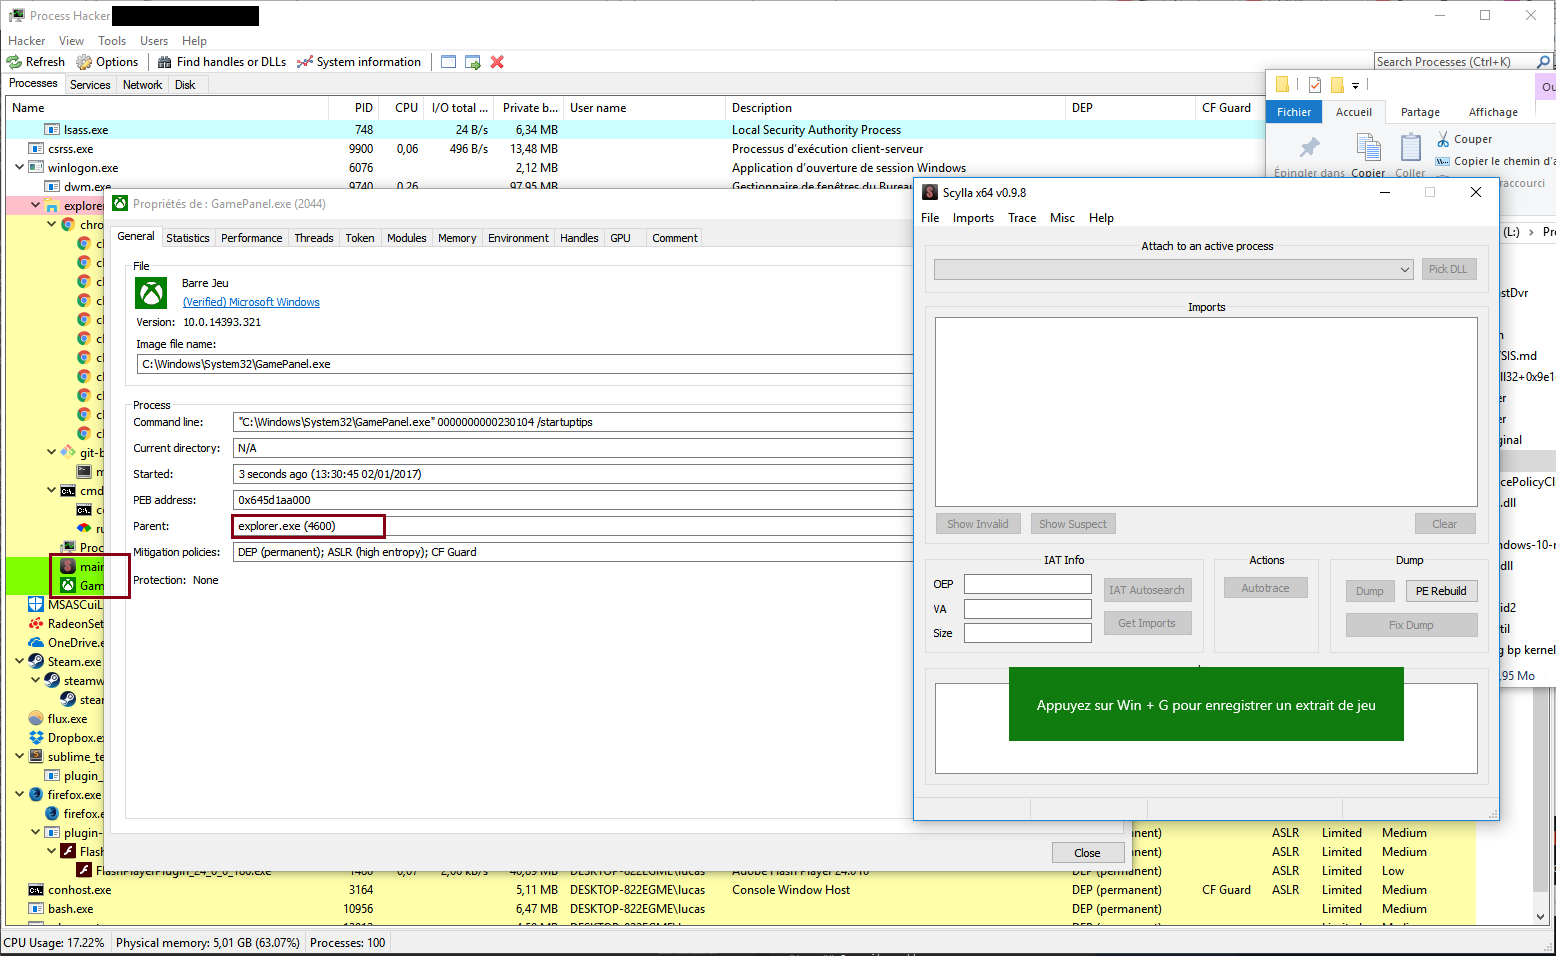 Process Hacker
Hacker View Tools Users Help
Refresh Options Find handles or DLLs System information
Search Processes (Ctrl+K)
Processes Services Network Disk
Name PID CPU I/O total ... Private b... User name Description DEP CF Guard
lsass.exe 748 24 B/s 6,34 MB Local Security Authority Process
csrss.exe 9900 0,06 496 B/s 13,48 MB Processus d'exécution client-serveur
winlogon.exe 6076 2,12 MB Application d'ouverture de session Windows
dwm.exe 9740 0,26 97,95 MB Gestionnaire de fenêtres du Bureau
explorer
chro
git-b
cmd
Proc
main
Gam
MSASCuiL
RadeonSet
OneDrive.e
Steam.exe
steamw
stean
flux.exe
Dropbox.e
sublime_te
plugin_
firefox.exe
firefox.e
plugin-
Flash
FlashPlayerPlugin_24_0_0_186.exe 1480 0,07 2,00 kB/s 40,69 MB DESKTOP-822EGME\lucas Adobe Flash Player 24.0 r0
conhost.exe 3164 5,11 MB DESKTOP-822EGME\lucas Console Window Host DEP (permanent) CF Guard ASLR Limited Medium
bash.exe 10956 6,47 MB DESKTOP-822EGME\lucas DEP (permanent) ASLR Limited Medium
nent) ASLR Limited Medium
nent) ASLR Limited Medium
nent) ASLR Limited Low
CPU Usage: 17.22% Physical memory: 5,01 GB (63.07%) Processes: 100
Propriétés de : GamePanel.exe (2044)
General Statistics Performance Threads Token Modules Memory Environment Handles GPU Comment
File
Barre Jeu
(Verified) Microsoft Windows
Version: 10.0.14393.321
Image file name:
C:\Windows\System32\GamePanel.exe
Process
Command line: "C:\Windows\System32\GamePanel.exe" 0000000000230104 /startuptips
Current directory: N/A
Started: 3 seconds ago (13:30:45 02/01/2017)
PEB address: 0x645d1aa000
Parent: explorer.exe (4600)
Mitigation policies: DEP (permanent); ASLR (high entropy); CF Guard
Protection: None
Close
Scylla x64 v0.9.8
File Imports Trace Misc Help
Attach to an active process
Pick DLL
Imports
Show Invalid Show Suspect Clear
IAT Info
OEP
VA
Size
IAT Autosearch
Get Imports
Actions
Autotrace
Dump
Dump PE Rebuild
Fix Dump
Appuyez sur Win + G pour enregistrer un extrait de jeu
Ou
Fichier Accueil Partage Affichage
Couper
Copier le chemin d'a
raccourci
Épingler dans Copier Coller
(L:) > Pro
astDvr
SIS.md
ll32+0x9e1
er
ginal
cePolicyCl
.dll
ndows-10-r
dll
id2
til
g bp kernel
,95 Mo